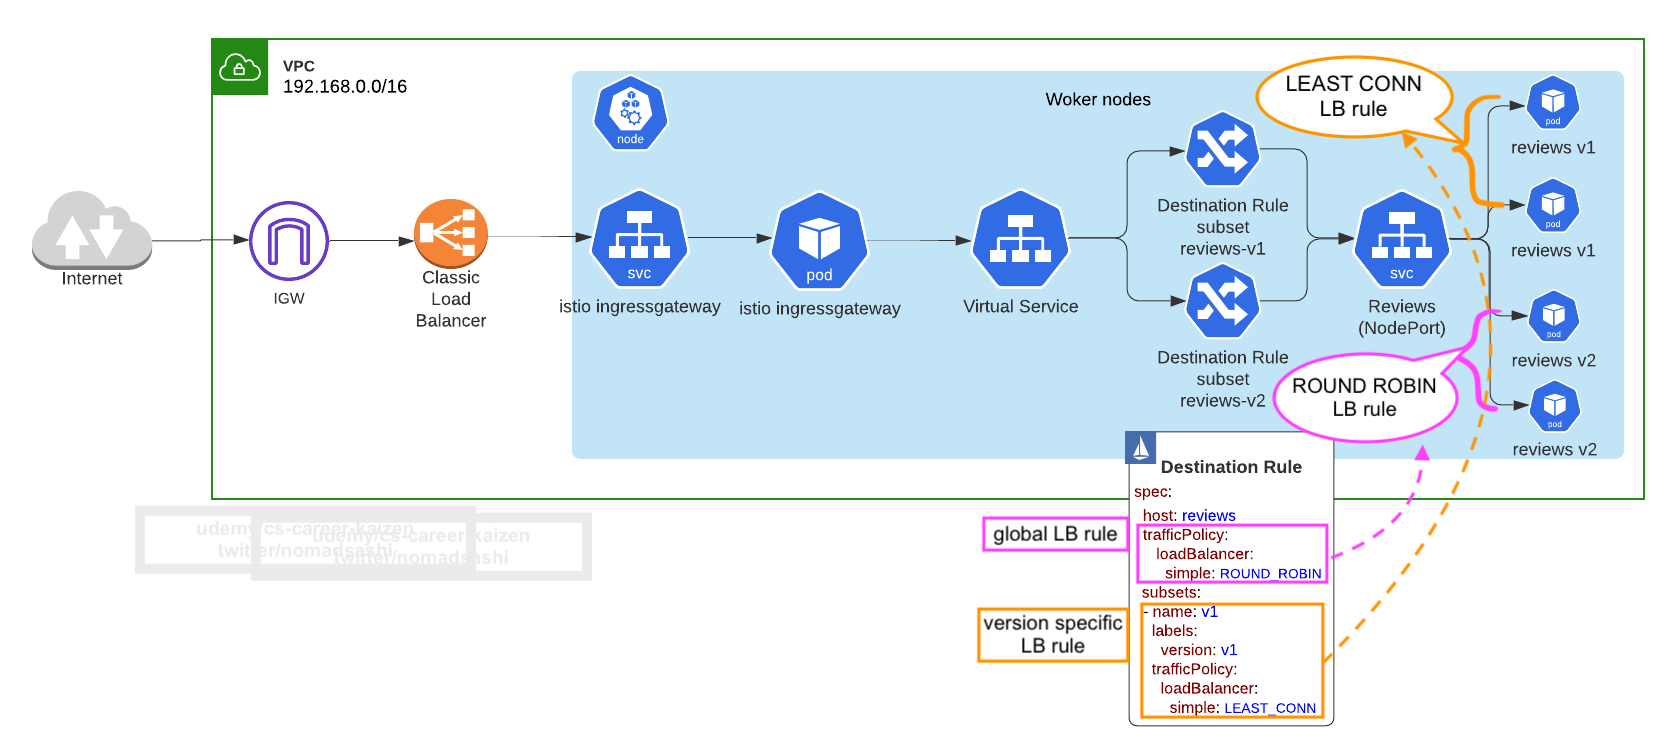 VPC
192.168.0.0/16
Woker nodes
node
Internet
IGW
Classic
Load
Balancer
svc
istio ingressgateway
pod
istio ingressgateway
Virtual Service
Destination Rule
subset
reviews-v1
Destination Rule
subset
reviews-v2
svc
Reviews
(NodePort)
LEAST CONN
LB rule
pod
reviews v1
pod
reviews v1
ROUND ROBIN
LB rule
pod
reviews v2
pod
reviews v2
Destination Rule
spec:
host: reviews
trafficPolicy:
loadBalancer:
simple: ROUND_ROBIN
subsets:
- name: v1
labels:
version: v1
trafficPolicy:
loadBalancer:
simple: LEAST_CONN
global LB rule
version specific
LB rule
udemy/cs-career-kaizen
twitter/nomadsashi
udemy/cs-career-kaizen
twitter/nomadsashi